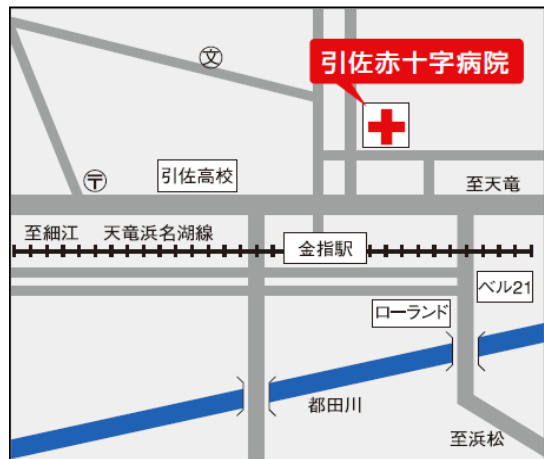 文
引佐赤十字病院
〒
引佐高校
至天竜
至細江
天竜浜名湖線
金指駅
ベル21
ローランド
都田川
至浜松